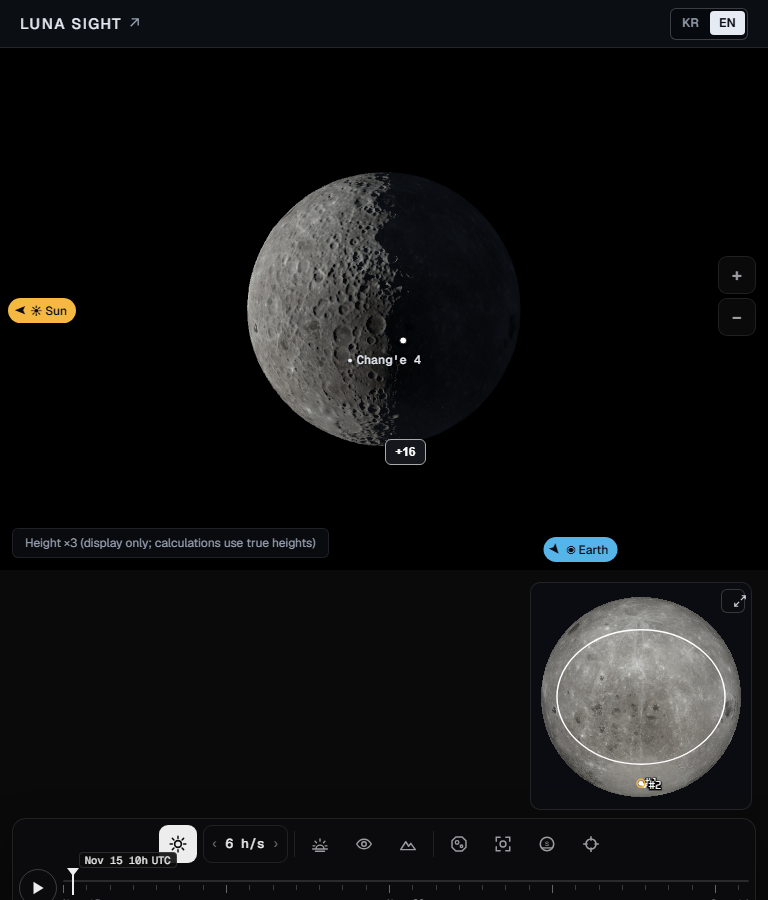 LUNA SIGHT
KR EN
+
Sun
Chang'e 4
−
+16
Height ×3 (display only; calculations use true heights)
Earth
#2
‹ 6 h/s ›
Nov 15 10h UTC